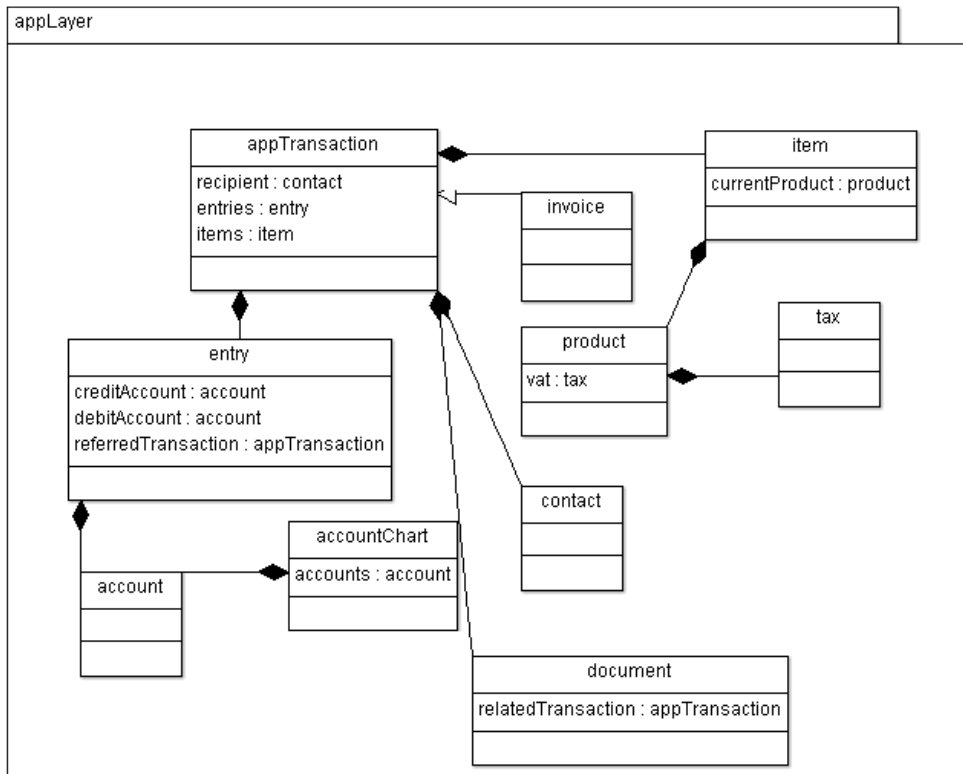 appLayer
appTransaction
recipient : contact
entries : entry
items : item
item
currentProduct : product
invoice
product
vat : tax
tax
entry
creditAccount : account
debitAccount : account
referredTransaction : appTransaction
contact
accountChart
accounts : account
account
document
relatedTransaction : appTransaction